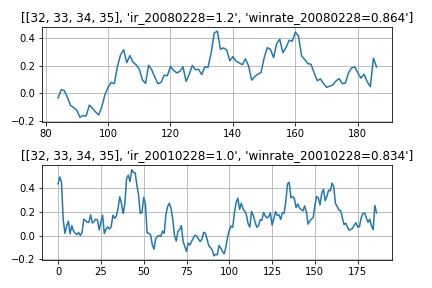 [[32, 33, 34, 35], 'ir_20080228=1.2', 'winrate_20080228=0.864']
0.4
0.2
0.0
−0.2
80 100 120 140 160 180
[[32, 33, 34, 35], 'ir_20010228=1.0', 'winrate_20010228=0.834']
0.4
0.2
0.0
−0.2
0 25 50 75 100 125 150 175